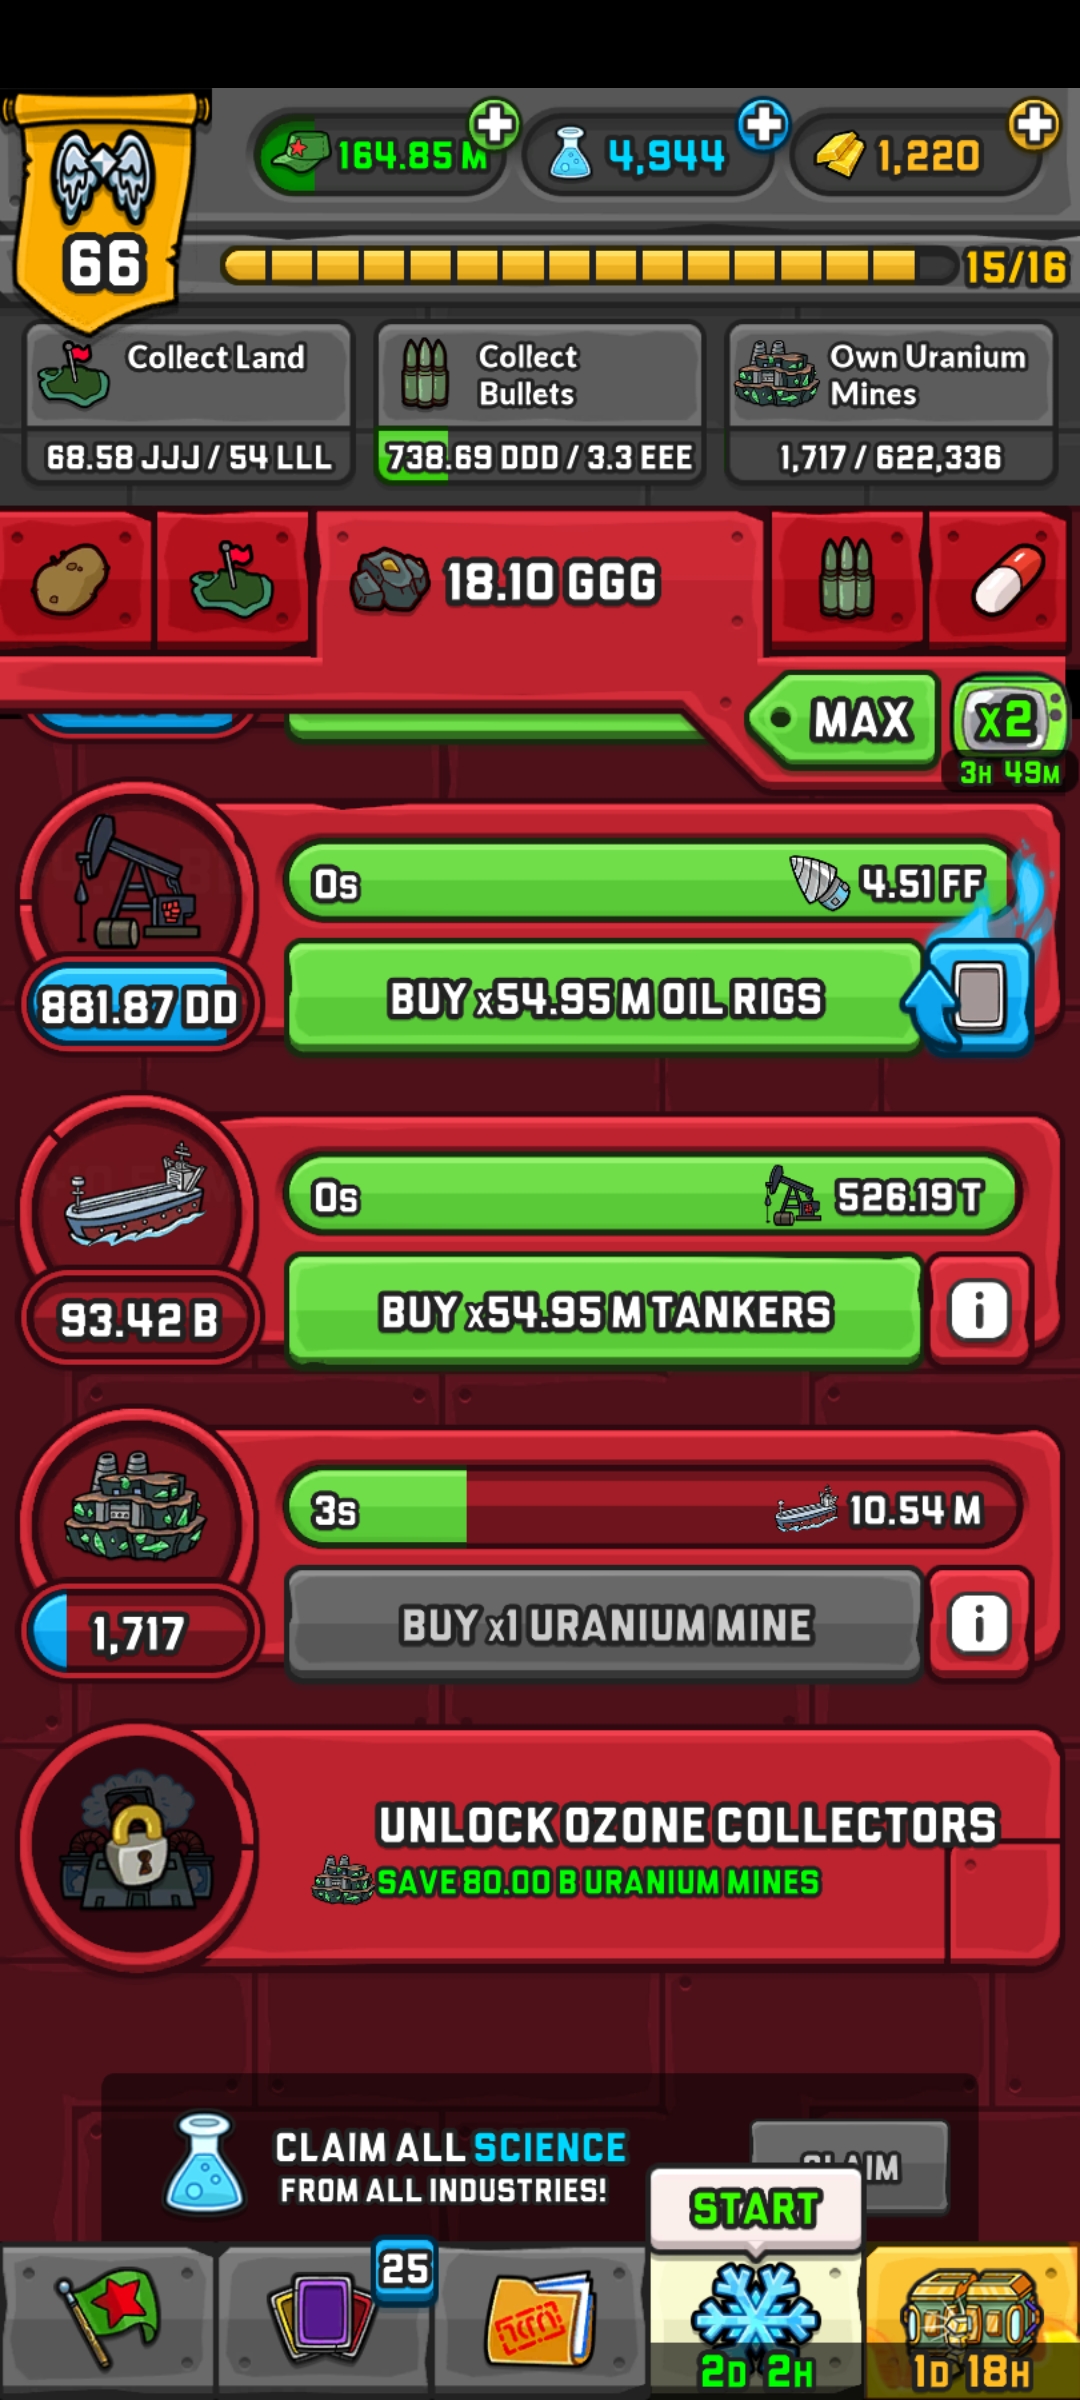 164.85 M
4,944
1,220
66
15/16
Collect Land
Collect
Bullets
Own Uranium
Mines
68.58 JJJ / 54 LLL
738.69 DDD / 3.3 EEE
1,717 / 622,336
18.10 GGG
MAX
x2
3H 49M
0s
4.51 FF
881.87 DD
BUY x54.95 M OIL RIGS
0s
526.19 T
93.42 B
BUY x54.95 M TANKERS
i
3s
10.54 M
1,717
BUY x1 URANIUM MINE
i
UNLOCK OZONE COLLECTORS
SAVE 80.00 B URANIUM MINES
CLAIM ALL SCIENCE
FROM ALL INDUSTRIES!
CLAIM
START
25
2D 2H
1D 18H